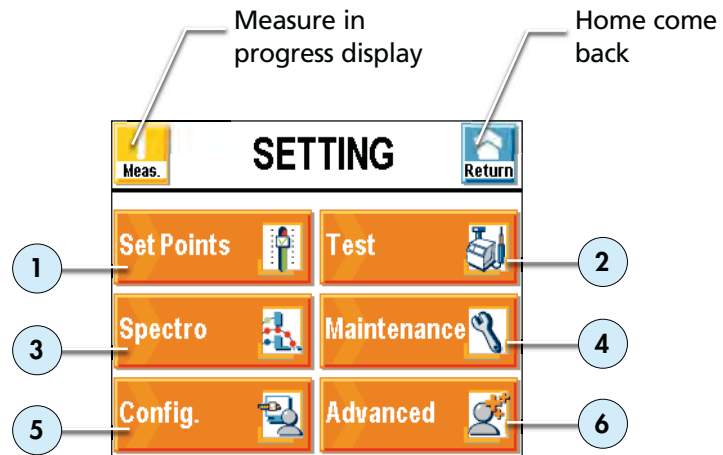 Measure in
progress display
Home come
back
Meas.
SETTING
Return
Set Points
Test
1
2
Spectro
Maintenance
3
4
Config.
Advanced
5
6